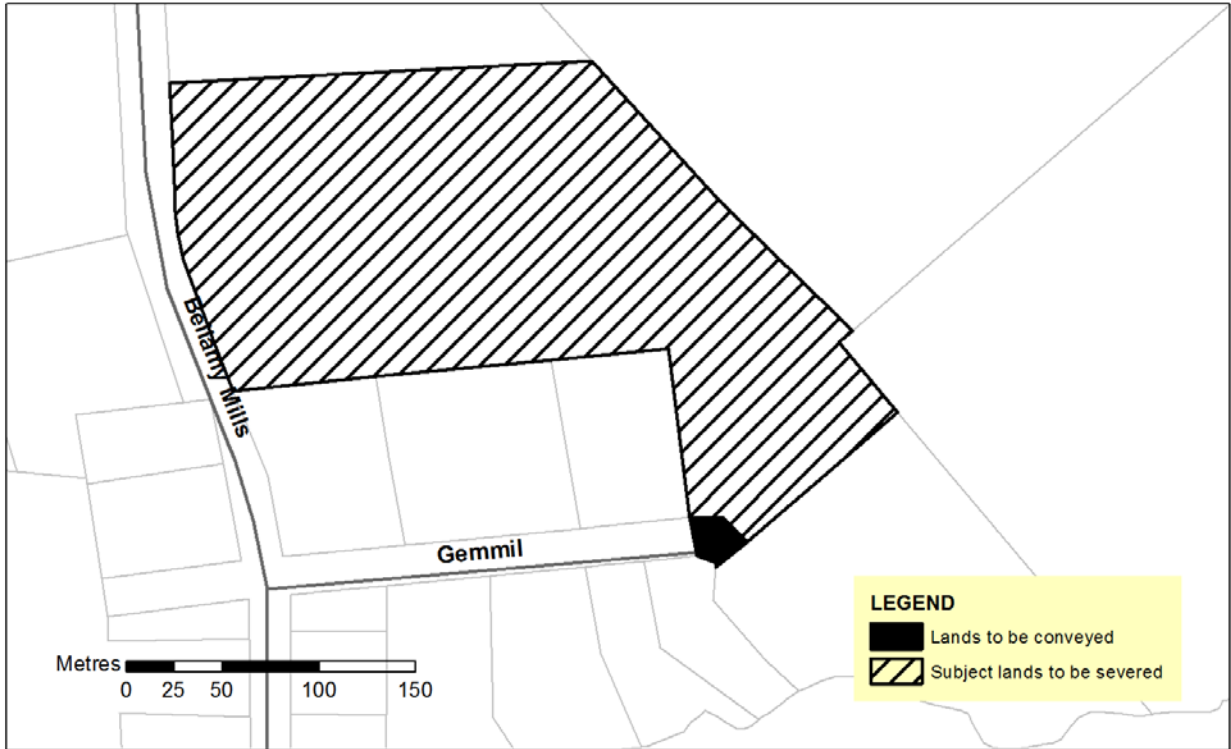 Bellamy Mills
Gemmil
LEGEND
Lands to be conveyed
Subject lands to be severed
Metres
0 25 50 100 150